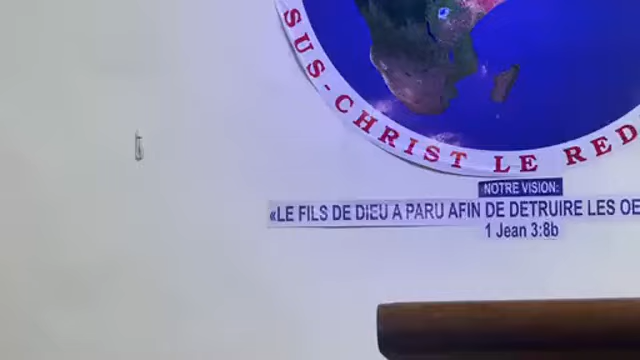 SUS-CHRIST LE RED
NOTRE VISION:
«LE FILS DE DIEU A PARU AFIN DE DETRUIRE LES OE
1 Jean 3:8b